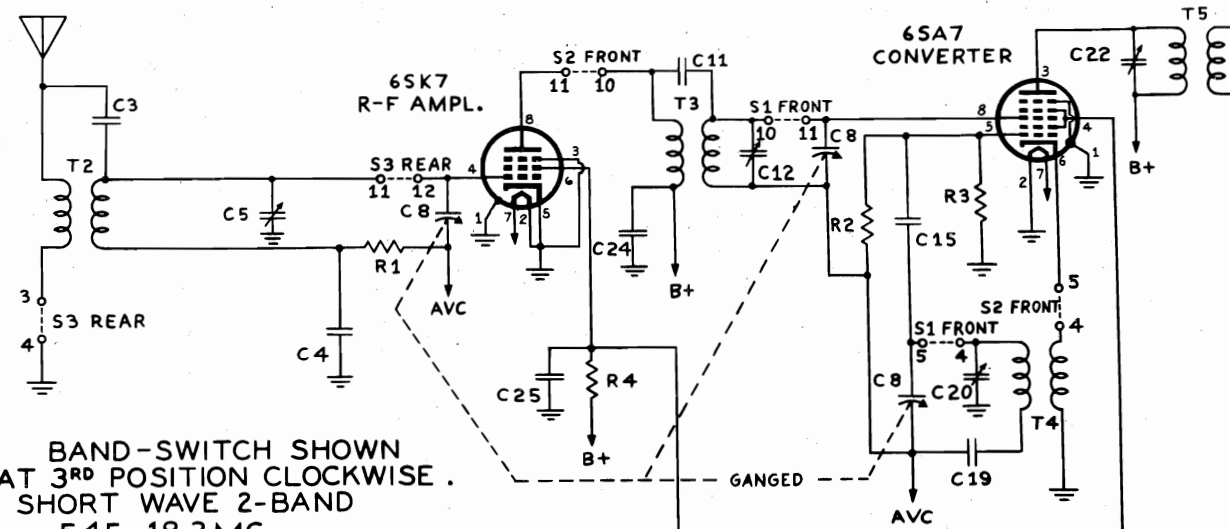 T5
6SA7
CONVERTER
C22
S2 FRONT
C11
11 10
6SK7
R-F AMPL.
C3
T3
S1 FRONT
10 11
C8
3
8
5
4
1
6
7
2
B+
8
3
6
4
1
7 2 5
T2
S3 REAR
11 12
C8
C5
C12
R2
C15
R3
C24
B+
R1
AVC
3
S3 REAR
4
C4
5
S2 FRONT
4
S1 FRONT
5 4
C8
C20
T4
C25
R4
B+
GANGED
C19
AVC
BAND-SWITCH SHOWN
AT 3RD POSITION CLOCKWISE.
SHORT WAVE 2-BAND